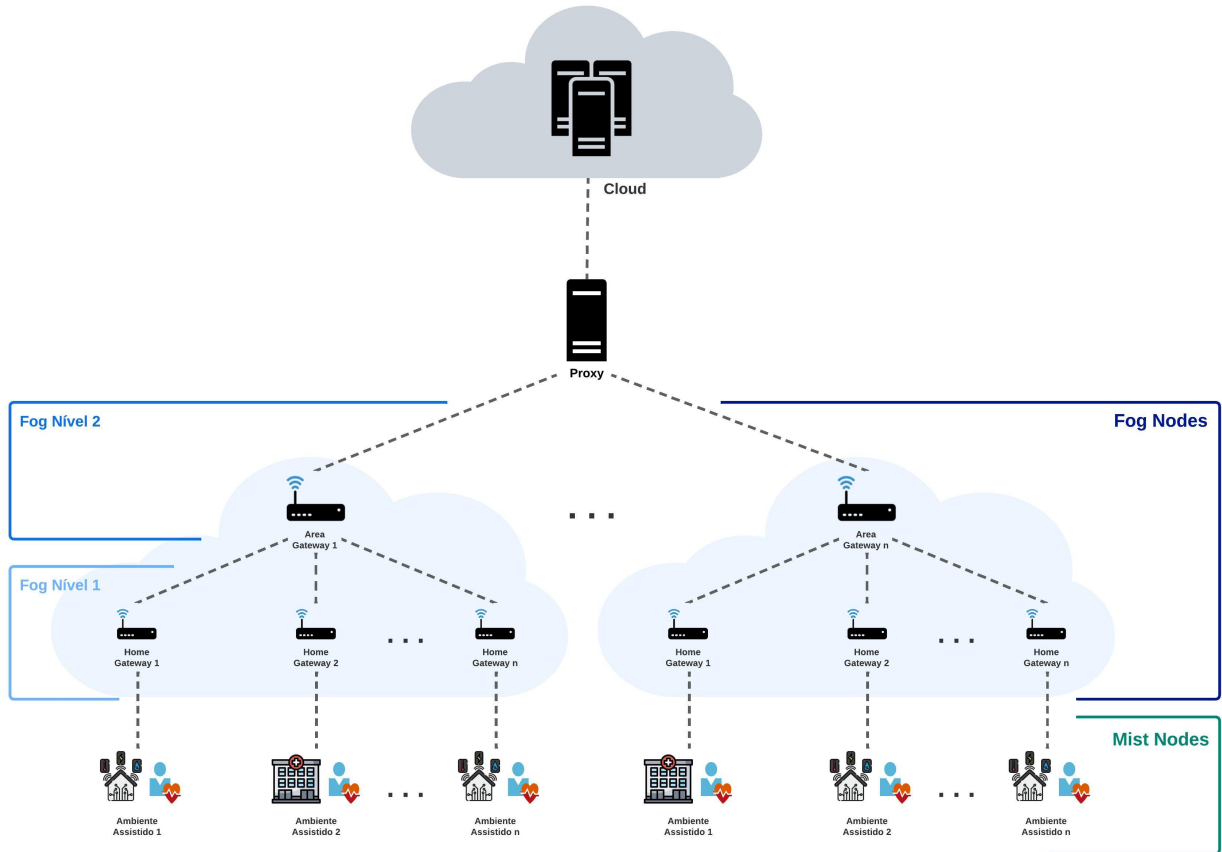 Cloud
Proxy
Fog Nível 2
Fog Nodes
Area
Gateway 1
. . .
Area
Gateway n
Fog Nível 1
Home
Gateway 1
Home
Gateway 2
. . .
Home
Gateway n
Home
Gateway 1
Home
Gateway 2
. . .
Home
Gateway n
Mist Nodes
Ambiente
Assistido 1
Ambiente
Assistido 2
. . .
Ambiente
Assistido n
Ambiente
Assistido 1
Ambiente
Assistido 2
. . .
Ambiente
Assistido n